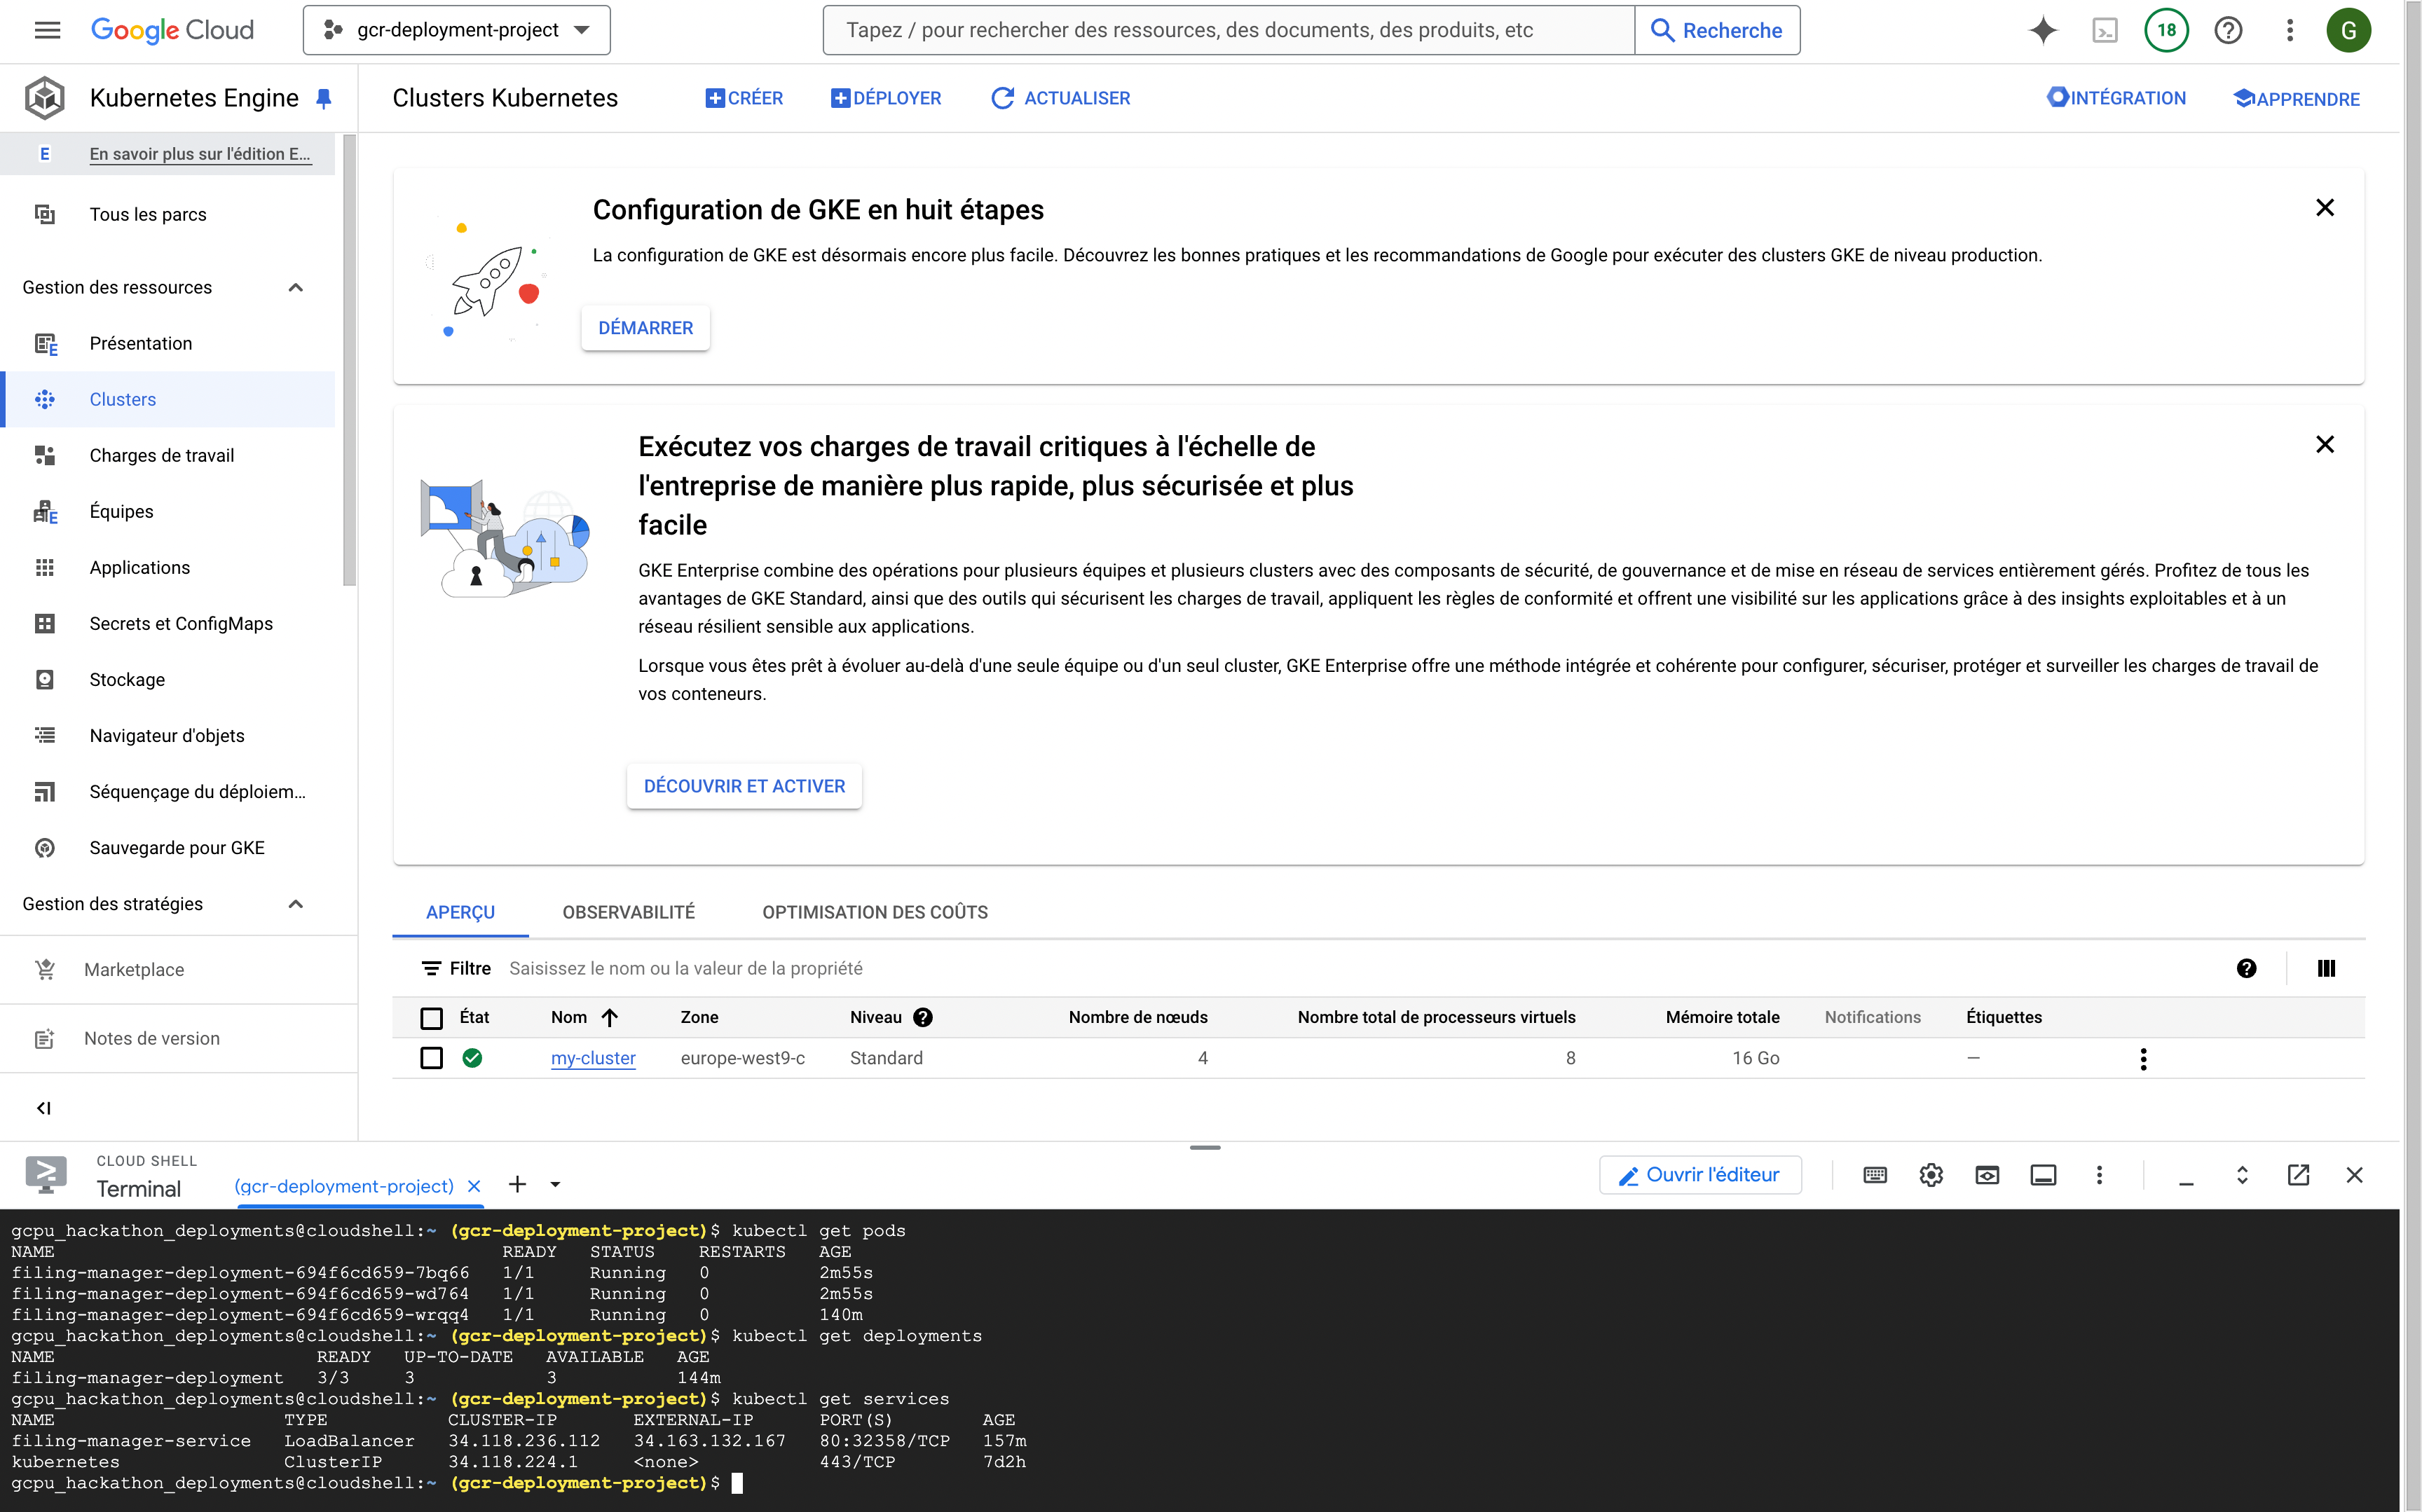 Google Cloud
gcr-deployment-project
Tapez / pour rechercher des ressources, des documents, des produits, etc
Recherche
18
G
Kubernetes Engine
Clusters Kubernetes
CRÉER
DÉPLOYER
ACTUALISER
INTÉGRATION
APPRENDRE
E
En savoir plus sur l'édition E...
Tous les parcs
Gestion des ressources
Présentation
Clusters
Charges de travail
Équipes
Applications
Secrets et ConfigMaps
Stockage
Navigateur d'objets
Séquençage du déploiem...
Sauvegarde pour GKE
Gestion des stratégies
Marketplace
Notes de version
Configuration de GKE en huit étapes
La configuration de GKE est désormais encore plus facile. Découvrez les bonnes pratiques et les recommandations de Google pour exécuter des clusters GKE de niveau production.
DÉMARRER
Exécutez vos charges de travail critiques à l'échelle de
l'entreprise de manière plus rapide, plus sécurisée et plus
facile
GKE Enterprise combine des opérations pour plusieurs équipes et plusieurs clusters avec des composants de sécurité, de gouvernance et de mise en réseau de services entièrement gérés. Profitez de tous les
avantages de GKE Standard, ainsi que des outils qui sécurisent les charges de travail, appliquent les règles de conformité et offrent une visibilité sur les applications grâce à des insights exploitables et à un
réseau résilient sensible aux applications.
Lorsque vous êtes prêt à évoluer au-delà d'une seule équipe ou d'un seul cluster, GKE Enterprise offre une méthode intégrée et cohérente pour configurer, sécuriser, protéger et surveiller les charges de travail de
vos conteneurs.
DÉCOUVRIR ET ACTIVER
APERÇU OBSERVABILITÉ OPTIMISATION DES COÛTS
Filtre Saisissez le nom ou la valeur de la propriété
État Nom Zone Niveau Nombre de nœuds Nombre total de processeurs virtuels Mémoire totale Notifications Étiquettes
my-cluster europe-west9-c Standard 4 8 16 Go —
CLOUD SHELL
Terminal
(gcr-deployment-project)
Ouvrir l'éditeur
gcpu_hackathon_deployments@cloudshell:~ (gcr-deployment-project)$ kubectl get pods
NAME READY STATUS RESTARTS AGE
filing-manager-deployment-694f6cd659-7bq66 1/1 Running 0 2m55s
filing-manager-deployment-694f6cd659-wd764 1/1 Running 0 2m55s
filing-manager-deployment-694f6cd659-wrqq4 1/1 Running 0 140m
gcpu_hackathon_deployments@cloudshell:~ (gcr-deployment-project)$ kubectl get deployments
NAME READY UP-TO-DATE AVAILABLE AGE
filing-manager-deployment 3/3 3 3 144m
gcpu_hackathon_deployments@cloudshell:~ (gcr-deployment-project)$ kubectl get services
NAME TYPE CLUSTER-IP EXTERNAL-IP PORT(S) AGE
filing-manager-service LoadBalancer 34.118.236.112 34.163.132.167 80:32358/TCP 157m
kubernetes ClusterIP 34.118.224.1 <none> 443/TCP 7d2h
gcpu_hackathon_deployments@cloudshell:~ (gcr-deployment-project)$